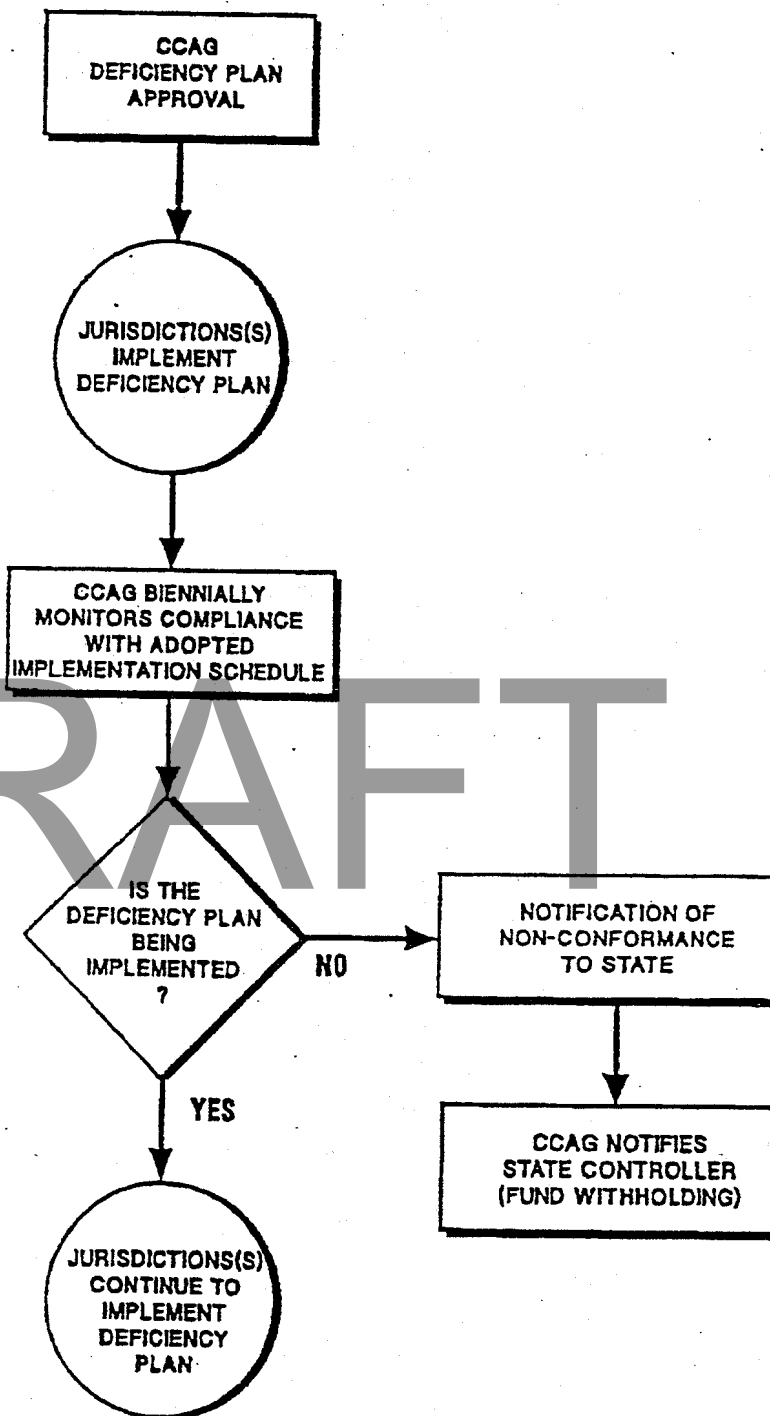 CCAG
DEFICIENCY PLAN
APPROVAL
JURISDICTIONS(S)
IMPLEMENT
DEFICIENCY PLAN
CCAG BIENNIALLY
MONITORS COMPLIANCE
WITH ADOPTED
IMPLEMENTATION SCHEDULE
RAFT
IS THE
DEFICIENCY PLAN
BEING
IMPLEMENTED
?
NO
NOTIFICATION OF
NON-CONFORMANCE
TO STATE
YES
CCAG NOTIFIES
STATE CONTROLLER
(FUND WITHHOLDING)
JURISDICTIONS(S)
CONTINUE TO
IMPLEMENT
DEFICIENCY
PLAN